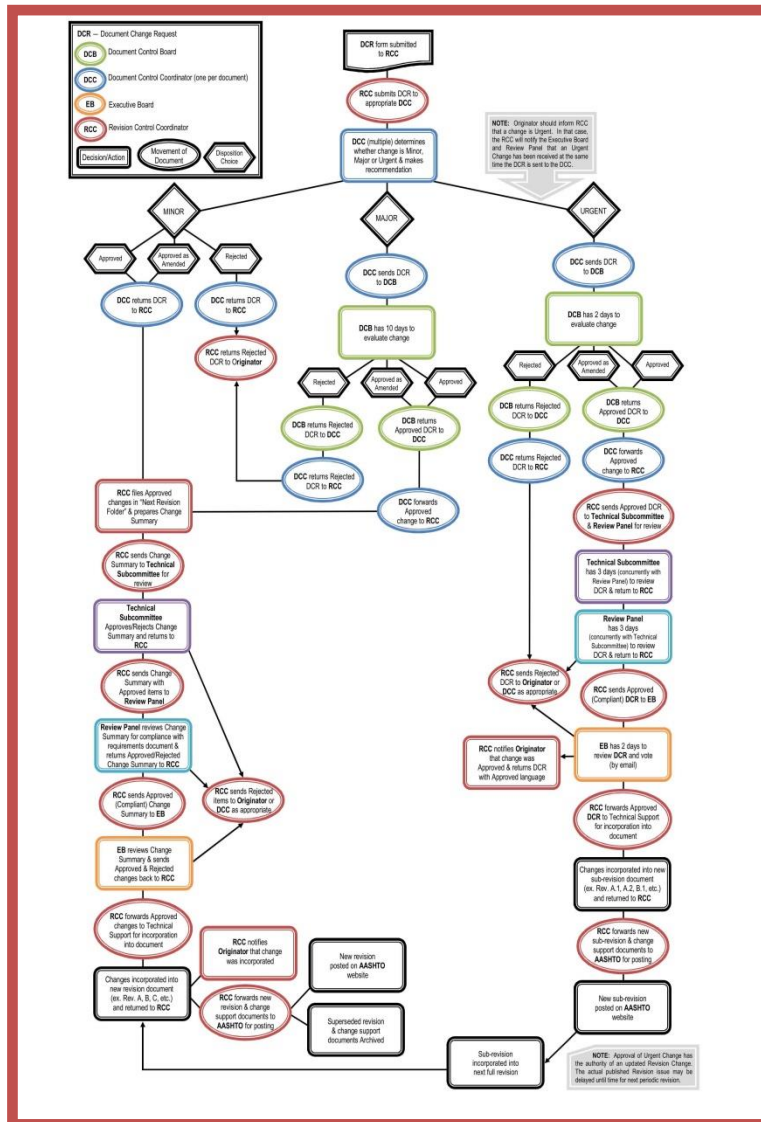 DCR — Document Change Request
DCB
Document Control Board
DCC
Document Control Coordinator (one per document)
EB
Executive Board
RCC
Revision Control Coordinator
Decision/Action
Movement of
Document
Disposition
Choice
DCR form submitted
to RCC
RCC submits DCR to
appropriate DCC
DCC (multiple) determines
whether change is Minor,
Major or Urgent & makes
recommendation
NOTE: Originator should inform RCC
that a change is Urgent. In that case,
the RCC will notify the Executive Board
and Review Panel that an Urgent
Change has been received at the same
time the DCR is sent to the DCC.
MINOR
Approved
Approved as
Amended
Rejected
DCC returns DCR
to RCC
DCC returns DCR
to RCC
RCC returns Rejected
DCR to Originator
MAJOR
DCC sends DCR
to DCB
DCB has 10 days to
evaluate change
Rejected
Approved as
Amended
Approved
DCB returns Rejected
DCR to DCC
DCB returns
Approved DCR to
DCC
DCC returns Rejected
DCR to RCC
DCC forwards
Approved
change to RCC
URGENT
DCC sends DCR
to DCB
DCB has 2 days to
evaluate change
Rejected
Approved as
Amended
Approved
DCB returns Rejected
DCR to DCC
DCB returns
Approved DCR to
DCC
DCC returns Rejected
DCR to RCC
DCC forwards
Approved
change to RCC
RCC sends Approved DCR
to Technical Subcommittee
& Review Panel for review
Technical Subcommittee
has 3 days (concurrently with
Review Panel) to review
DCR & return to RCC
Review Panel
has 3 days
(concurrently with Technical
Subcommittee) to review
DCR & return to RCC
RCC sends Rejected
DCR to Originator or
DCC as appropriate
RCC sends Approved
(Compliant) DCR to EB
EB has 2 days to
review DCR and vote
(by email)
RCC notifies Originator
that change was
Approved & returns DCR
with Approved language
RCC forwards Approved
DCR to Technical Support
for incorporation into
document
Changes incorporated into new
sub-revision document
(ex. Rev. A.1, A.2, B.1, etc.)
and returned to RCC
RCC forwards new
sub-revision & change
support documents to
AASHTO for posting
New sub-revision
posted on AASHTO
website
NOTE: Approval of Urgent Change has
the authority of an updated Revision Change.
The actual published Revision issue may be
delayed until time for next periodic revision.
Sub-revision
incorporated into
next full revision
RCC files Approved
changes in "Next Revision
Folder" & prepares Change
Summary
RCC sends Change
Summary to Technical
Subcommittee for
review
Technical
Subcommittee
Approves/Rejects Change
Summary and returns to
RCC
RCC sends Change
Summary with
Approved items to
Review Panel
Review Panel reviews Change
Summary for compliance with
requirements document &
returns Approved/Rejected
Change Summary to RCC
RCC sends Approved
(Compliant) Change
Summary to EB
RCC sends Rejected
items to Originator or
DCC as appropriate
EB reviews Change
Summary & sends
Approved & Rejected
changes back to RCC
RCC forwards Approved
changes to Technical
Support for incorporation
into document
Changes incorporated into
new revision document
(ex. Rev. A, B, C, etc.)
and returned to RCC
RCC notifies
Originator that change
was incorporated
RCC forwards new
revision & change
support documents to
AASHTO for posting
New revision
posted on AASHTO
website
Superseded revision
& change support
documents Archived